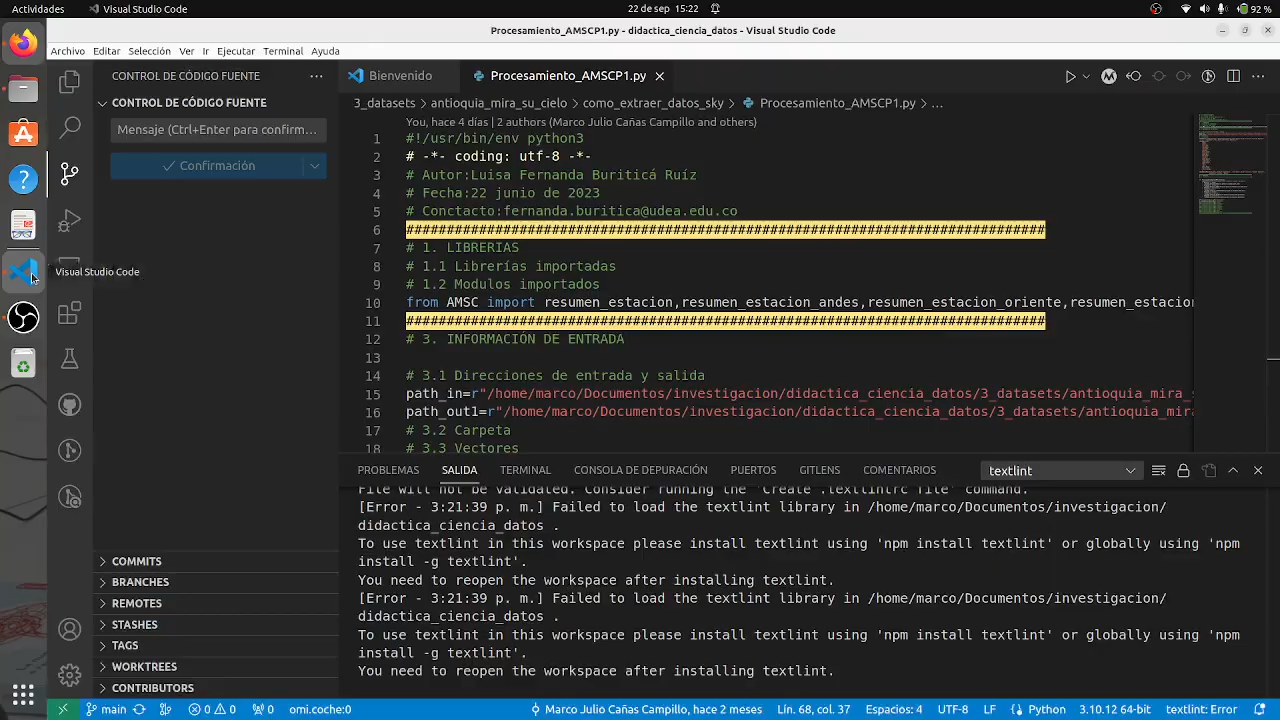 Actividades
Visual Studio Code
22 de sep 15:22
92 %
Procesamiento_AMSCP1.py - didactica_ciencia_datos - Visual Studio Code
Archivo Editar Selección Ver Ir Ejecutar Terminal Ayuda
CONTROL DE CÓDIGO FUENTE
CONTROL DE CÓDIGO FUENTE
Mensaje (Ctrl+Enter para confirm...
Confirmación
Visual Studio Code
COMMITS
BRANCHES
REMOTES
STASHES
TAGS
WORKTREES
CONTRIBUTORS
Bienvenido
Procesamiento_AMSCP1.py
3_datasets > antioquia_mira_su_cielo > como_extraer_datos_sky > Procesamiento_AMSCP1.py > ...
You, hace 4 días | 2 authors (Marco Julio Cañas Campillo and others)
1 #!/usr/bin/env python3
2 # -*- coding: utf-8 -*-
3 # Autor:Luisa Fernanda Buriticá Ruíz
4 # Fecha:22 junio de 2023
5 # Conctacto:fernanda.buritica@udea.edu.co
6 ###############################################################################
7 # 1. LIBRERIAS
8 # 1.1 Librerías importadas
9 # 1.2 Modulos importados
10 from AMSC import resumen_estacion,resumen_estacion_andes,resumen_estacion_oriente,resumen_estacion
11 ###############################################################################
12 # 3. INFORMACIÓN DE ENTRADA
13
14 # 3.1 Direcciones de entrada y salida
15 path_in=r"/home/marco/Documentos/investigacion/didactica_ciencia_datos/3_datasets/antioquia_mira_s
16 path_out1=r"/home/marco/Documentos/investigacion/didactica_ciencia_datos/3_datasets/antioquia_mira
17 # 3.2 Carpeta
18 # 3.3 Vectores
PROBLEMAS SALIDA TERMINAL CONSOLA DE DEPURACIÓN PUERTOS GITLENS COMENTARIOS
textlint
File will not be validated. Consider running the 'Create .textlintrc file' command.
[Error - 3:21:39 p. m.] Failed to load the textlint library in /home/marco/Documentos/investigacion/
didactica_ciencia_datos .
To use textlint in this workspace please install textlint using 'npm install textlint' or globally using 'npm
install -g textlint'.
You need to reopen the workspace after installing textlint.
[Error - 3:21:39 p. m.] Failed to load the textlint library in /home/marco/Documentos/investigacion/
didactica_ciencia_datos .
To use textlint in this workspace please install textlint using 'npm install textlint' or globally using 'npm
install -g textlint'.
You need to reopen the workspace after installing textlint.
main
0 0
0
omi.coche:0
Marco Julio Cañas Campillo, hace 2 meses
Lín. 68, col. 37
Espacios: 4
UTF-8
LF
Python
3.10.12 64-bit
textlint: Error